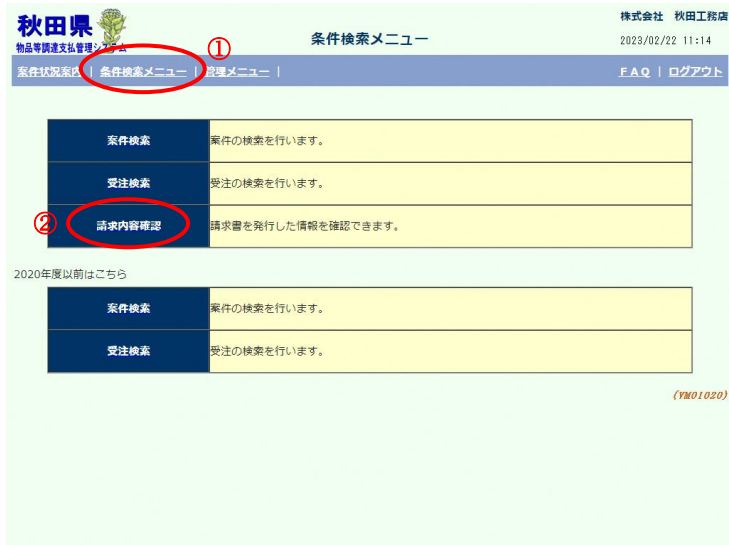 秋田県
株式会社 秋田工務店
物品等調達支払管理システム
①
条件検索メニュー
2023/02/22 11:14
案件状況案内 | 条件検索メニュー | 管理メニュー |
FAQ | ログアウト
案件検索 案件の検索を行います。
受注検索 受注の検索を行います。
② 請求内容確認 請求書を発行した情報を確認できます。
2020年度以前はこちら
案件検索 案件の検索を行います。
受注検索 受注の検索を行います。
(VM01020)